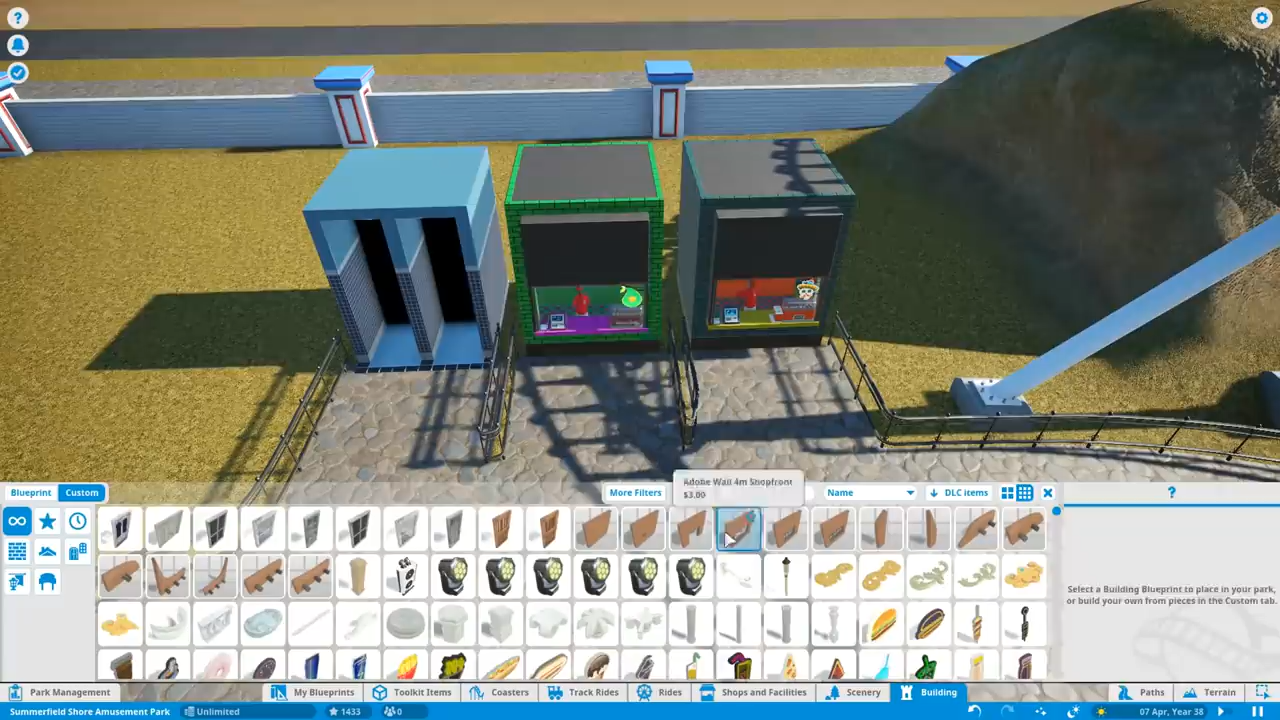 Blueprint
Custom
More Filters
Adobe Wall 4m Shopfront
$3.00
Name
DLC items
?
Select a Building Blueprint to place in your park,
or build your own from pieces in the Custom tab.
Park Management
My Blueprints
Toolkit Items
Coasters
Track Rides
Rides
Shops and Facilities
Scenery
Building
Paths
Terrain
Summerfield Shore Amusement Park
Unlimited
1433
0
07 Apr, Year 38